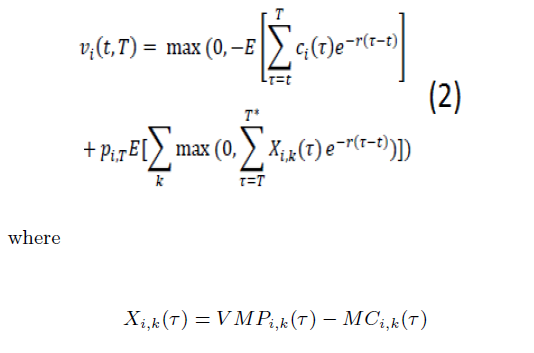 v_i(t,T) = max (0, −E [∑_{τ=t}^{T} c_i(τ)e^{−r(τ−t)}]
+ p_{i,T}E[∑_k max (0, ∑_{τ=T}^{T*} X_{i,k}(τ) e^{−r(τ−t)})]) (2)
where
X_{i,k}(τ) = VMP_{i,k}(τ) − MC_{i,k}(τ)